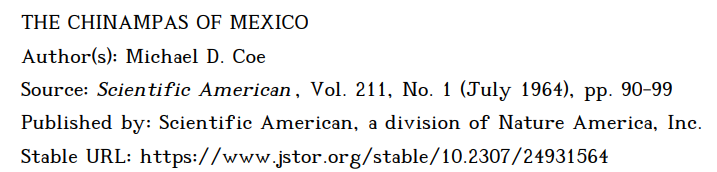 THE CHINAMPAS OF MEXICO
Author(s): Michael D. Coe
Source: Scientific American, Vol. 211, No. 1 (July 1964), pp. 90-99
Published by: Scientific American, a division of Nature America, Inc.
Stable URL: https://www.jstor.org/stable/10.2307/24931564